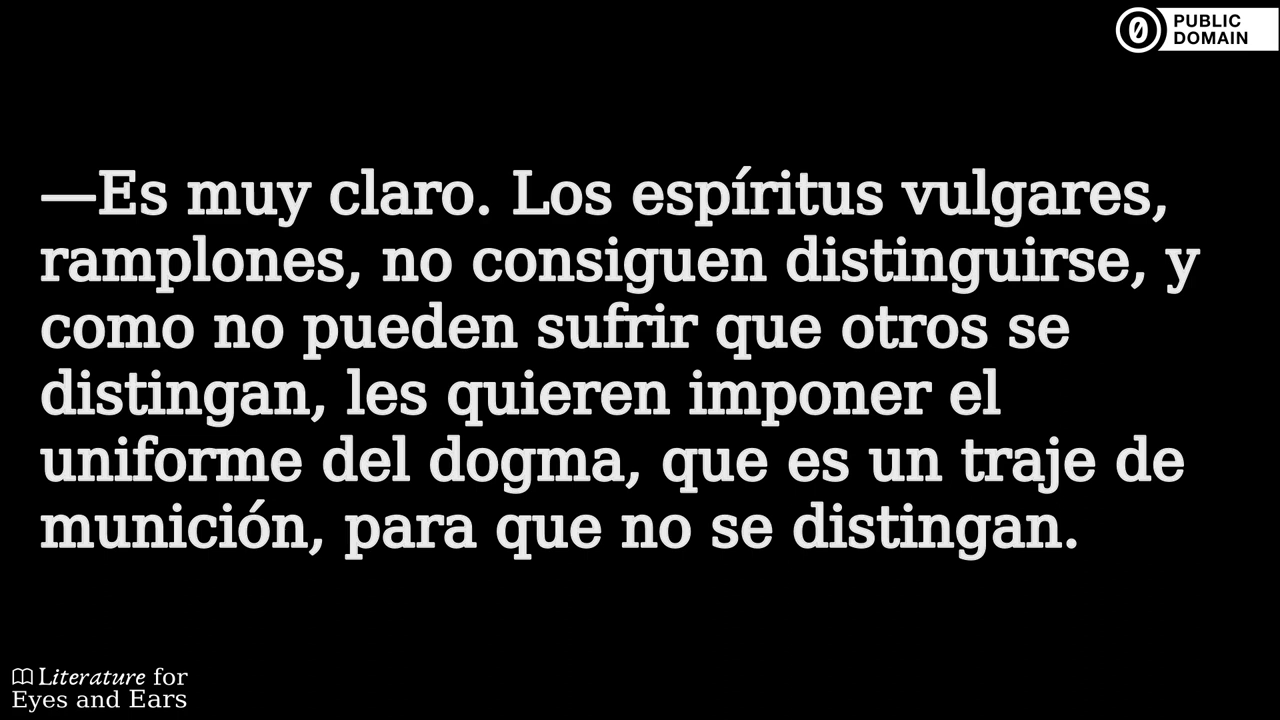 PUBLIC
DOMAIN
—Es muy claro. Los espíritus vulgares,
ramplones, no consiguen distinguirse, y
como no pueden sufrir que otros se
distingan, les quieren imponer el
uniforme del dogma, que es un traje de
munición, para que no se distingan.
Literature for
Eyes and Ears